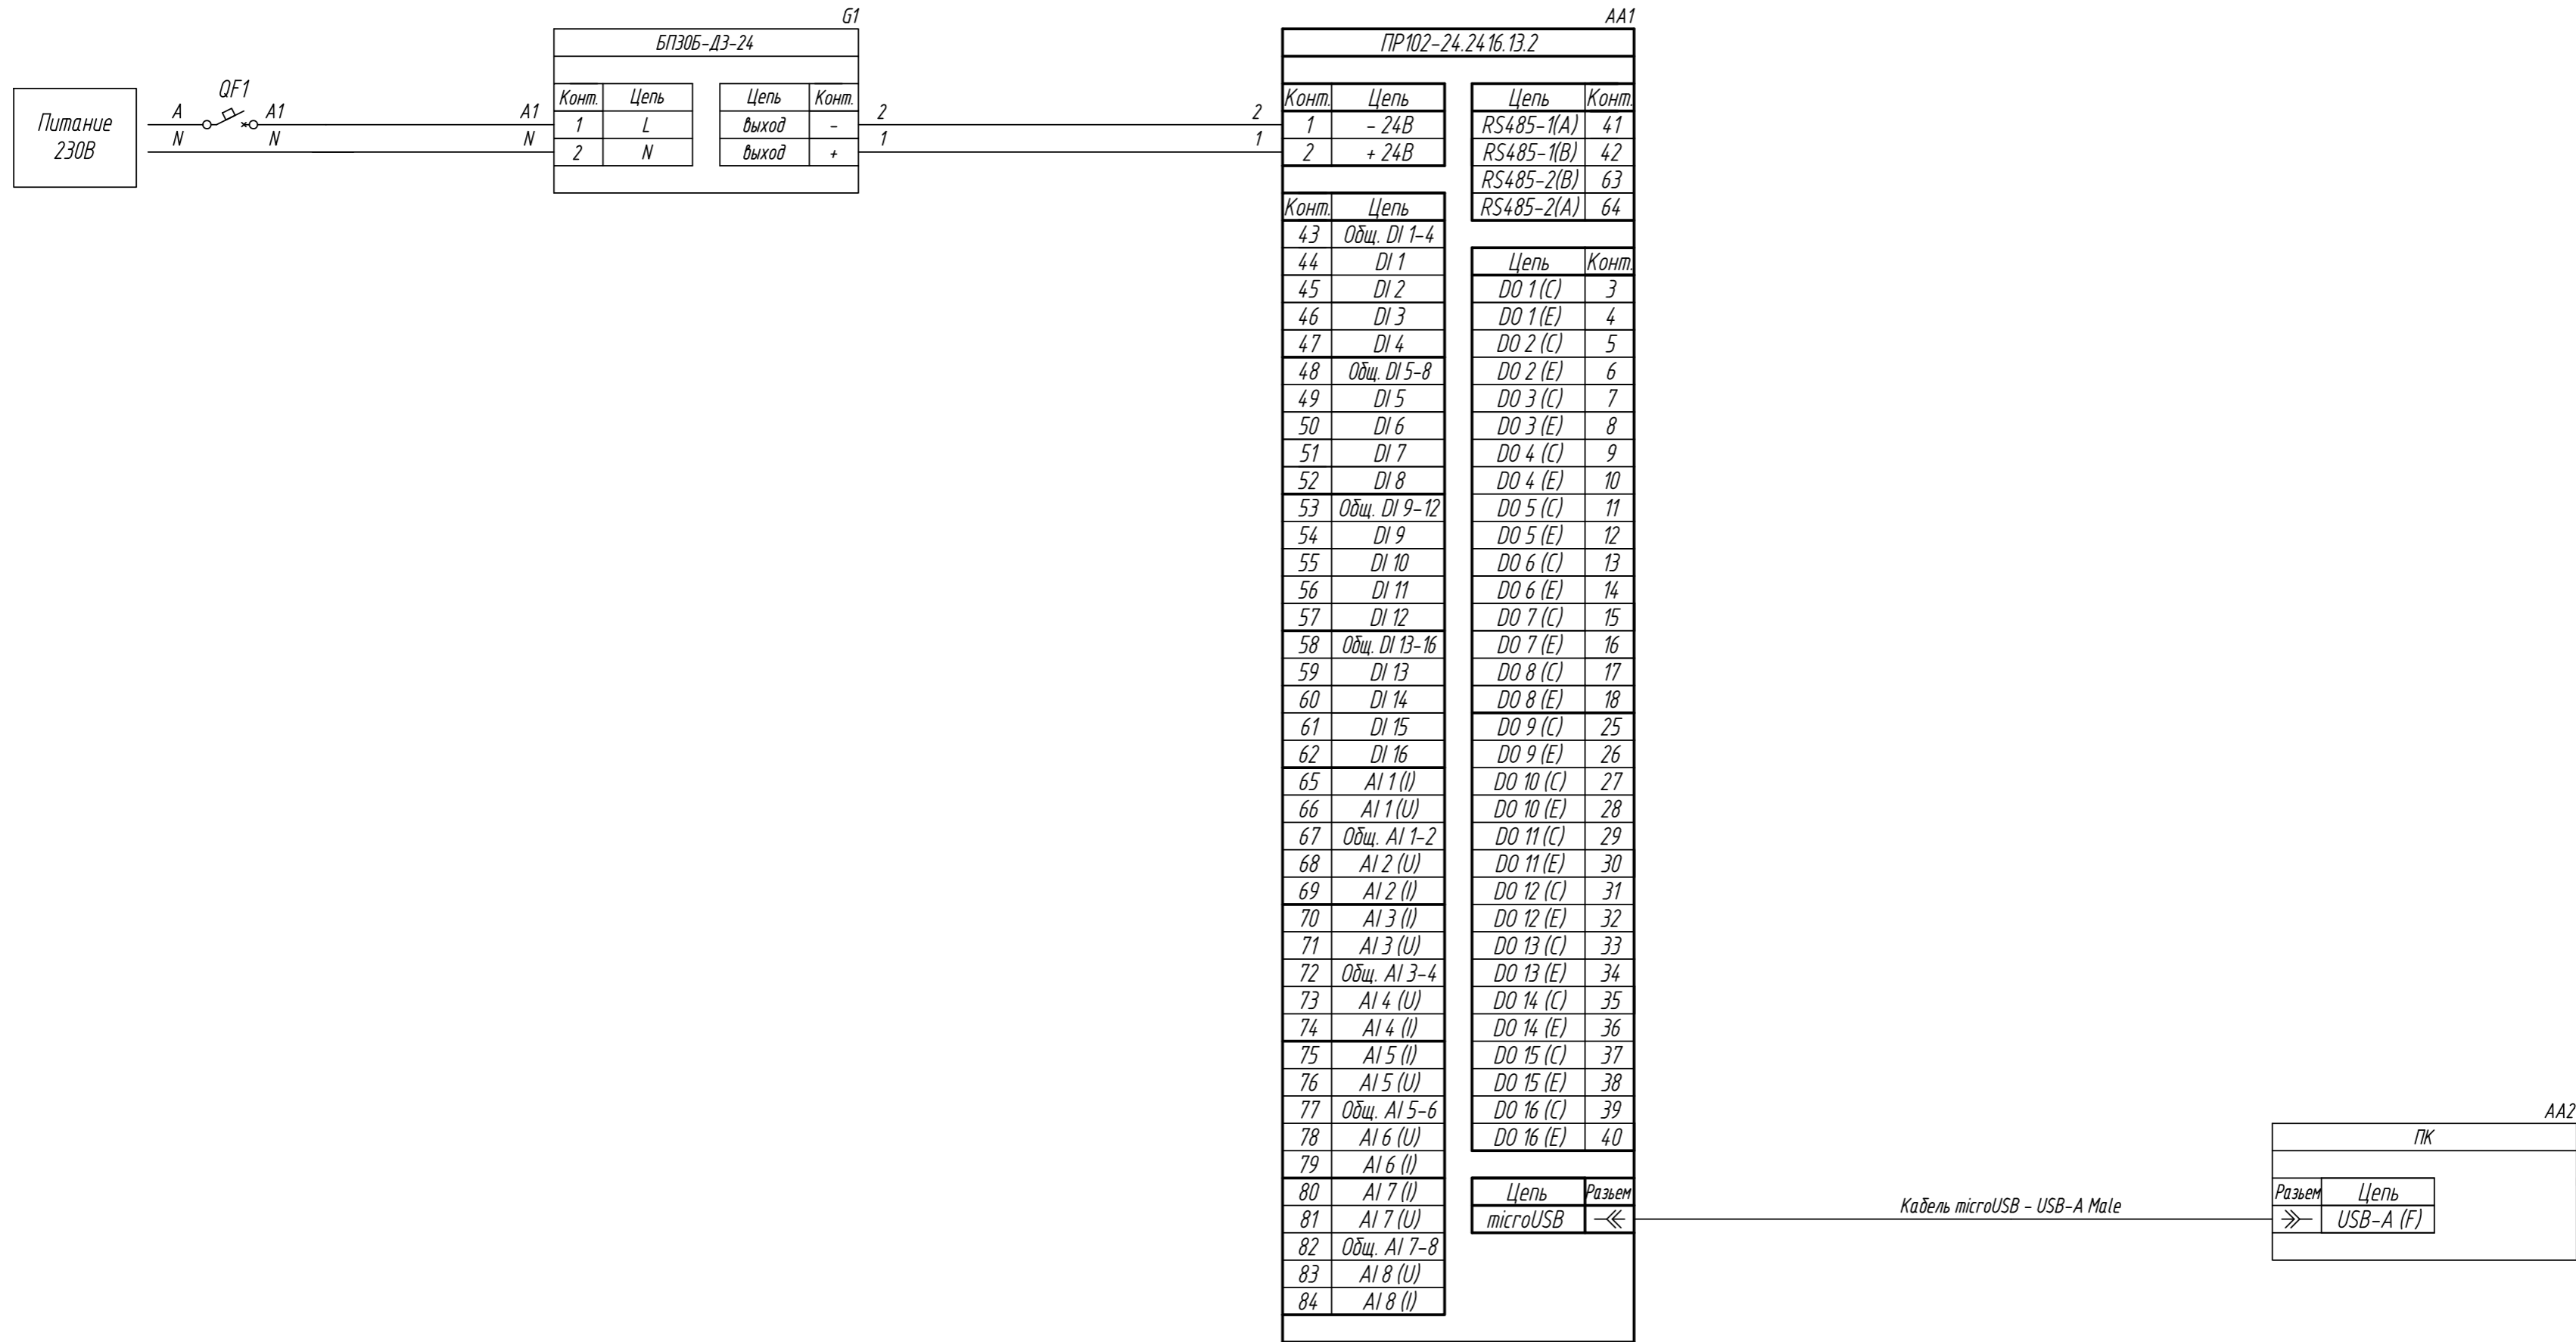 G1
БП30Б-Д3-24
Конт. Цепь Цепь Конт.
1 L выход -
2 N выход +
Питание
230В
QF1
A A1 A1
N N N
2 2
1 1
AA1
ПР102-24.2416.13.2
Конт. Цепь
1 - 24В
2 + 24В
Цепь Конт.
RS485-1(A) 41
RS485-1(B) 42
RS485-2(B) 63
RS485-2(A) 64
Конт. Цепь
43 Общ. DI 1-4
44 DI 1
45 DI 2
46 DI 3
47 DI 4
48 Общ. DI 5-8
49 DI 5
50 DI 6
51 DI 7
52 DI 8
53 Общ. DI 9-12
54 DI 9
55 DI 10
56 DI 11
57 DI 12
58 Общ. DI 13-16
59 DI 13
60 DI 14
61 DI 15
62 DI 16
65 AI 1 (I)
66 AI 1 (U)
67 Общ. AI 1-2
68 AI 2 (U)
69 AI 2 (I)
70 AI 3 (I)
71 AI 3 (U)
72 Общ. AI 3-4
73 AI 4 (U)
74 AI 4 (I)
75 AI 5 (I)
76 AI 5 (U)
77 Общ. AI 5-6
78 AI 6 (U)
79 AI 6 (I)
80 AI 7 (I)
81 AI 7 (U)
82 Общ. AI 7-8
83 AI 8 (U)
84 AI 8 (I)
Цепь Конт.
DO 1 (C) 3
DO 1 (E) 4
DO 2 (C) 5
DO 2 (E) 6
DO 3 (C) 7
DO 3 (E) 8
DO 4 (C) 9
DO 4 (E) 10
DO 5 (C) 11
DO 5 (E) 12
DO 6 (C) 13
DO 6 (E) 14
DO 7 (C) 15
DO 7 (E) 16
DO 8 (C) 17
DO 8 (E) 18
DO 9 (C) 25
DO 9 (E) 26
DO 10 (C) 27
DO 10 (E) 28
DO 11 (C) 29
DO 11 (E) 30
DO 12 (C) 31
DO 12 (E) 32
DO 13 (C) 33
DO 13 (E) 34
DO 14 (C) 35
DO 14 (E) 36
DO 15 (C) 37
DO 15 (E) 38
DO 16 (C) 39
DO 16 (E) 40
Цепь Разъем
microUSB
Кабель microUSB - USB-A Male
AA2
ПК
Разъем Цепь
USB-A (F)